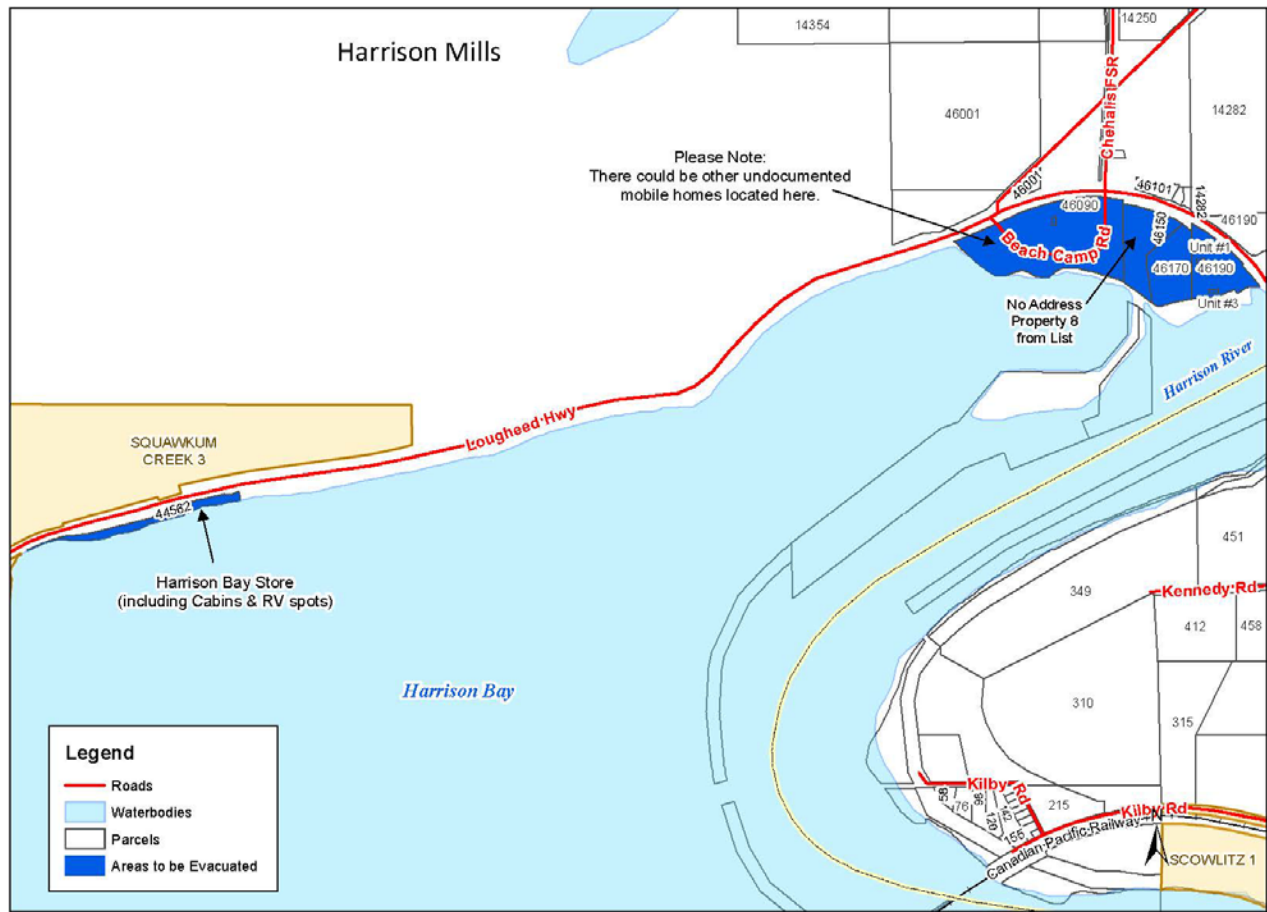 Harrison Mills
14354
14250
46001
14282
Chehalis FSR
Please Note:
There could be other undocumented
mobile homes located here.
46001
46101
14282
46190
46090
46150
Unit #1
Beach Camp Rd
46170
46190
Unit #3
No Address
Property 8
from List
Harrison River
Lougheed Hwy
SQUAWKUM
CREEK 3
44582
Harrison Bay Store
(including Cabins & RV spots)
451
349
Kennedy Rd
412
458
Harrison Bay
310
315
Legend
Roads
Waterbodies
Parcels
Areas to be Evacuated
Kilby Rd
58
76
98
120
142
155
215
Kilby Rd
Canadian Pacific Railway
N
SCOWLITZ 1